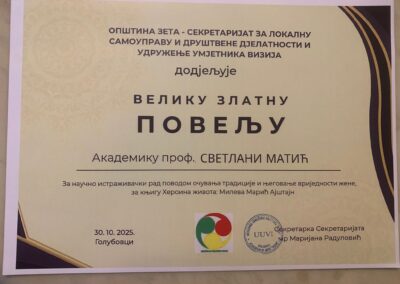 ОПШТИНА ЗЕТА - СЕКРЕТАРИЈАТ ЗА ЛОКАЛНУ
САМОУПРАВУ И ДРУШТВЕНЕ ДЈЕЛАТНОСТИ И
УДРУЖЕЊЕ УМЈЕТНИКА ВИЗИЈА
додјељује
ВЕЛИКУ ЗЛАТНУ
ПОВЕЉУ
Академику проф. СВЕТЛАНИ МАТИЋ
За научно истраживачки рад поводом очувања традиције и његовање вриједности жене,
за књигу Хероина живота: Милева Марић Ајштајн
30. 10. 2025.
Голубовци
UUVI
Секретарка Секретаријата
мр Маријана Радуловић